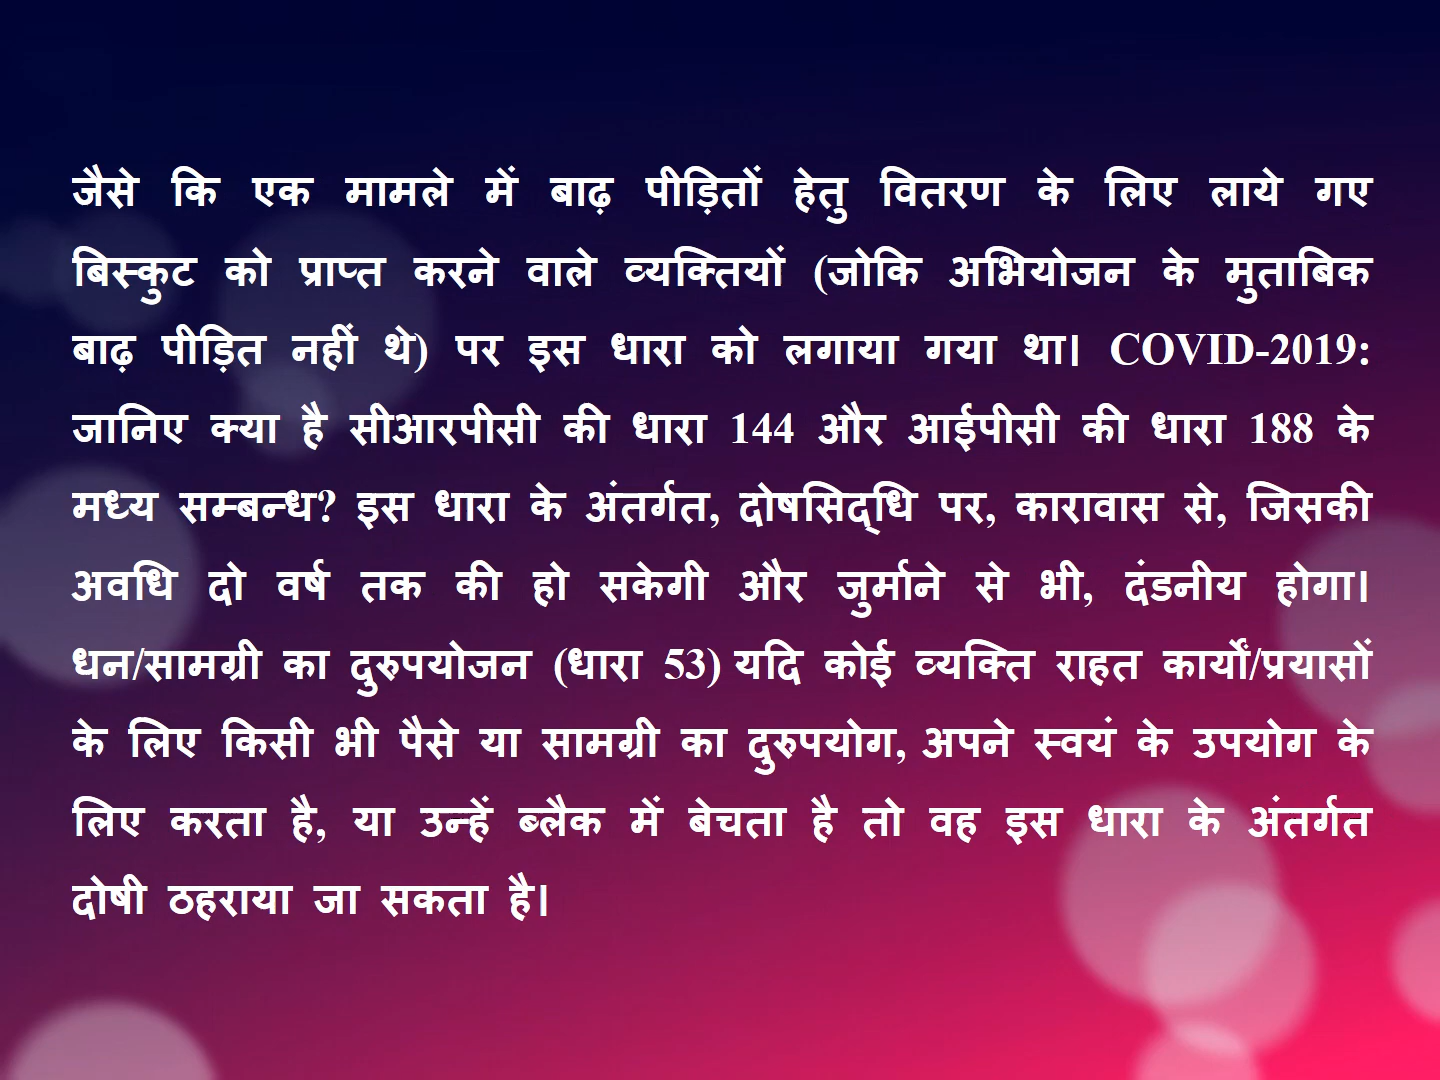 जैसे कि एक मामले में बाढ़ पीड़ितों हेतु वितरण के लिए लाये गए
बिस्कुट को प्राप्त करने वाले व्यक्तियों (जोकि अभियोजन के मुताबिक
बाढ़ पीड़ित नहीं थे) पर इस धारा को लगाया गया था। COVID-2019:
जानिए क्या है सीआरपीसी की धारा 144 और आईपीसी की धारा 188 के
मध्य सम्बन्ध? इस धारा के अंतर्गत, दोषसिद्धि पर, कारावास से, जिसकी
अवधि दो वर्ष तक की हो सकेगी और जुर्माने से भी, दंडनीय होगा।
धन/सामग्री का दुरुपयोजन (धारा 53) यदि कोई व्यक्ति राहत कार्यों/प्रयासों
के लिए किसी भी पैसे या सामग्री का दुरुपयोग, अपने स्वयं के उपयोग के
लिए करता है, या उन्हें ब्लैक में बेचता है तो वह इस धारा के अंतर्गत
दोषी ठहराया जा सकता है।